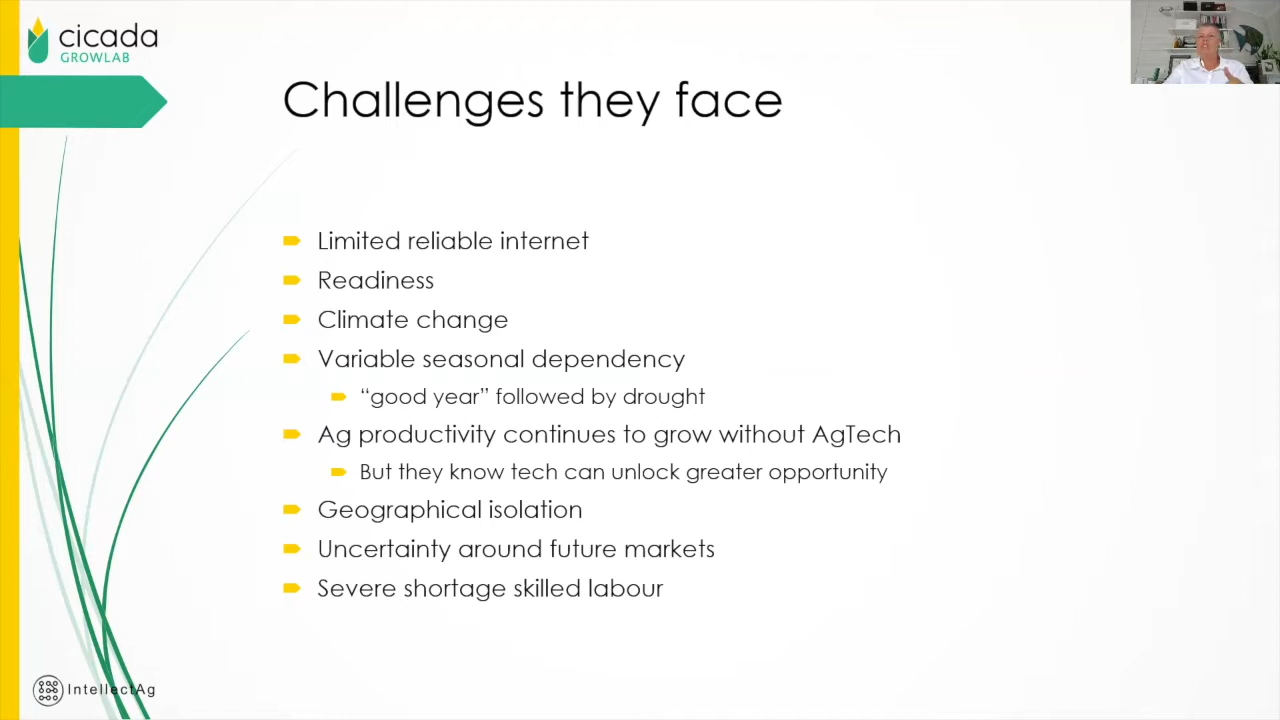 cicada
GROWLAB
Challenges they face
Limited reliable internet
Readiness
Climate change
Variable seasonal dependency
“good year” followed by drought
Ag productivity continues to grow without AgTech
But they know tech can unlock greater opportunity
Geographical isolation
Uncertainty around future markets
Severe shortage skilled labour
IntellectAg